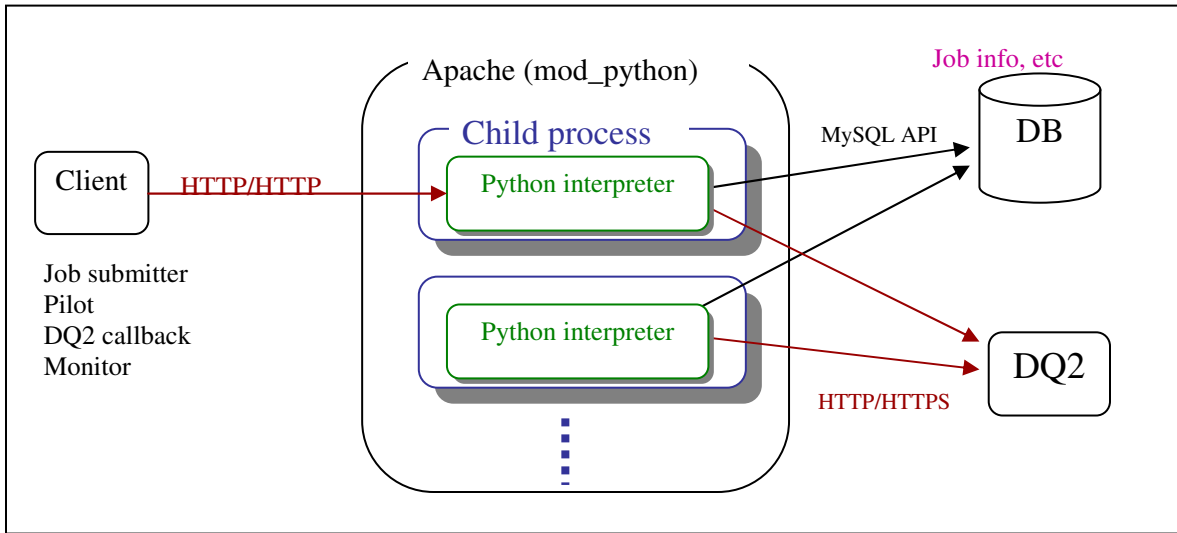 Job info, etc
Apache (mod_python)
DB
Child process
MySQL API
Client
HTTP/HTTP
Python interpreter
Job submitter
Pilot
DQ2 callback
Monitor
Python interpreter
DQ2
HTTP/HTTPS